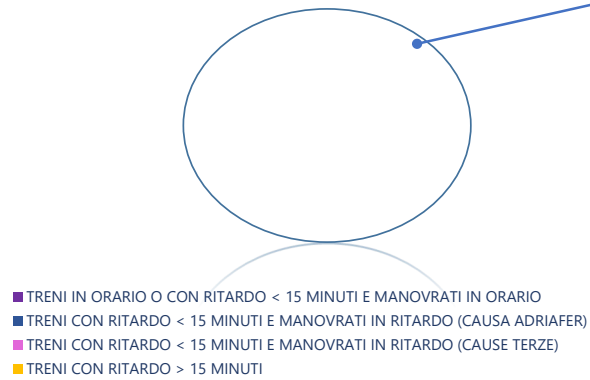 TRENI IN ORARIO O CON RITARDO < 15 MINUTI E MANOVRATI IN ORARIO
TRENI CON RITARDO < 15 MINUTI E MANOVRATI IN RITARDO (CAUSA ADRIAFER)
TRENI CON RITARDO < 15 MINUTI E MANOVRATI IN RITARDO (CAUSE TERZE)
TRENI CON RITARDO > 15 MINUTI